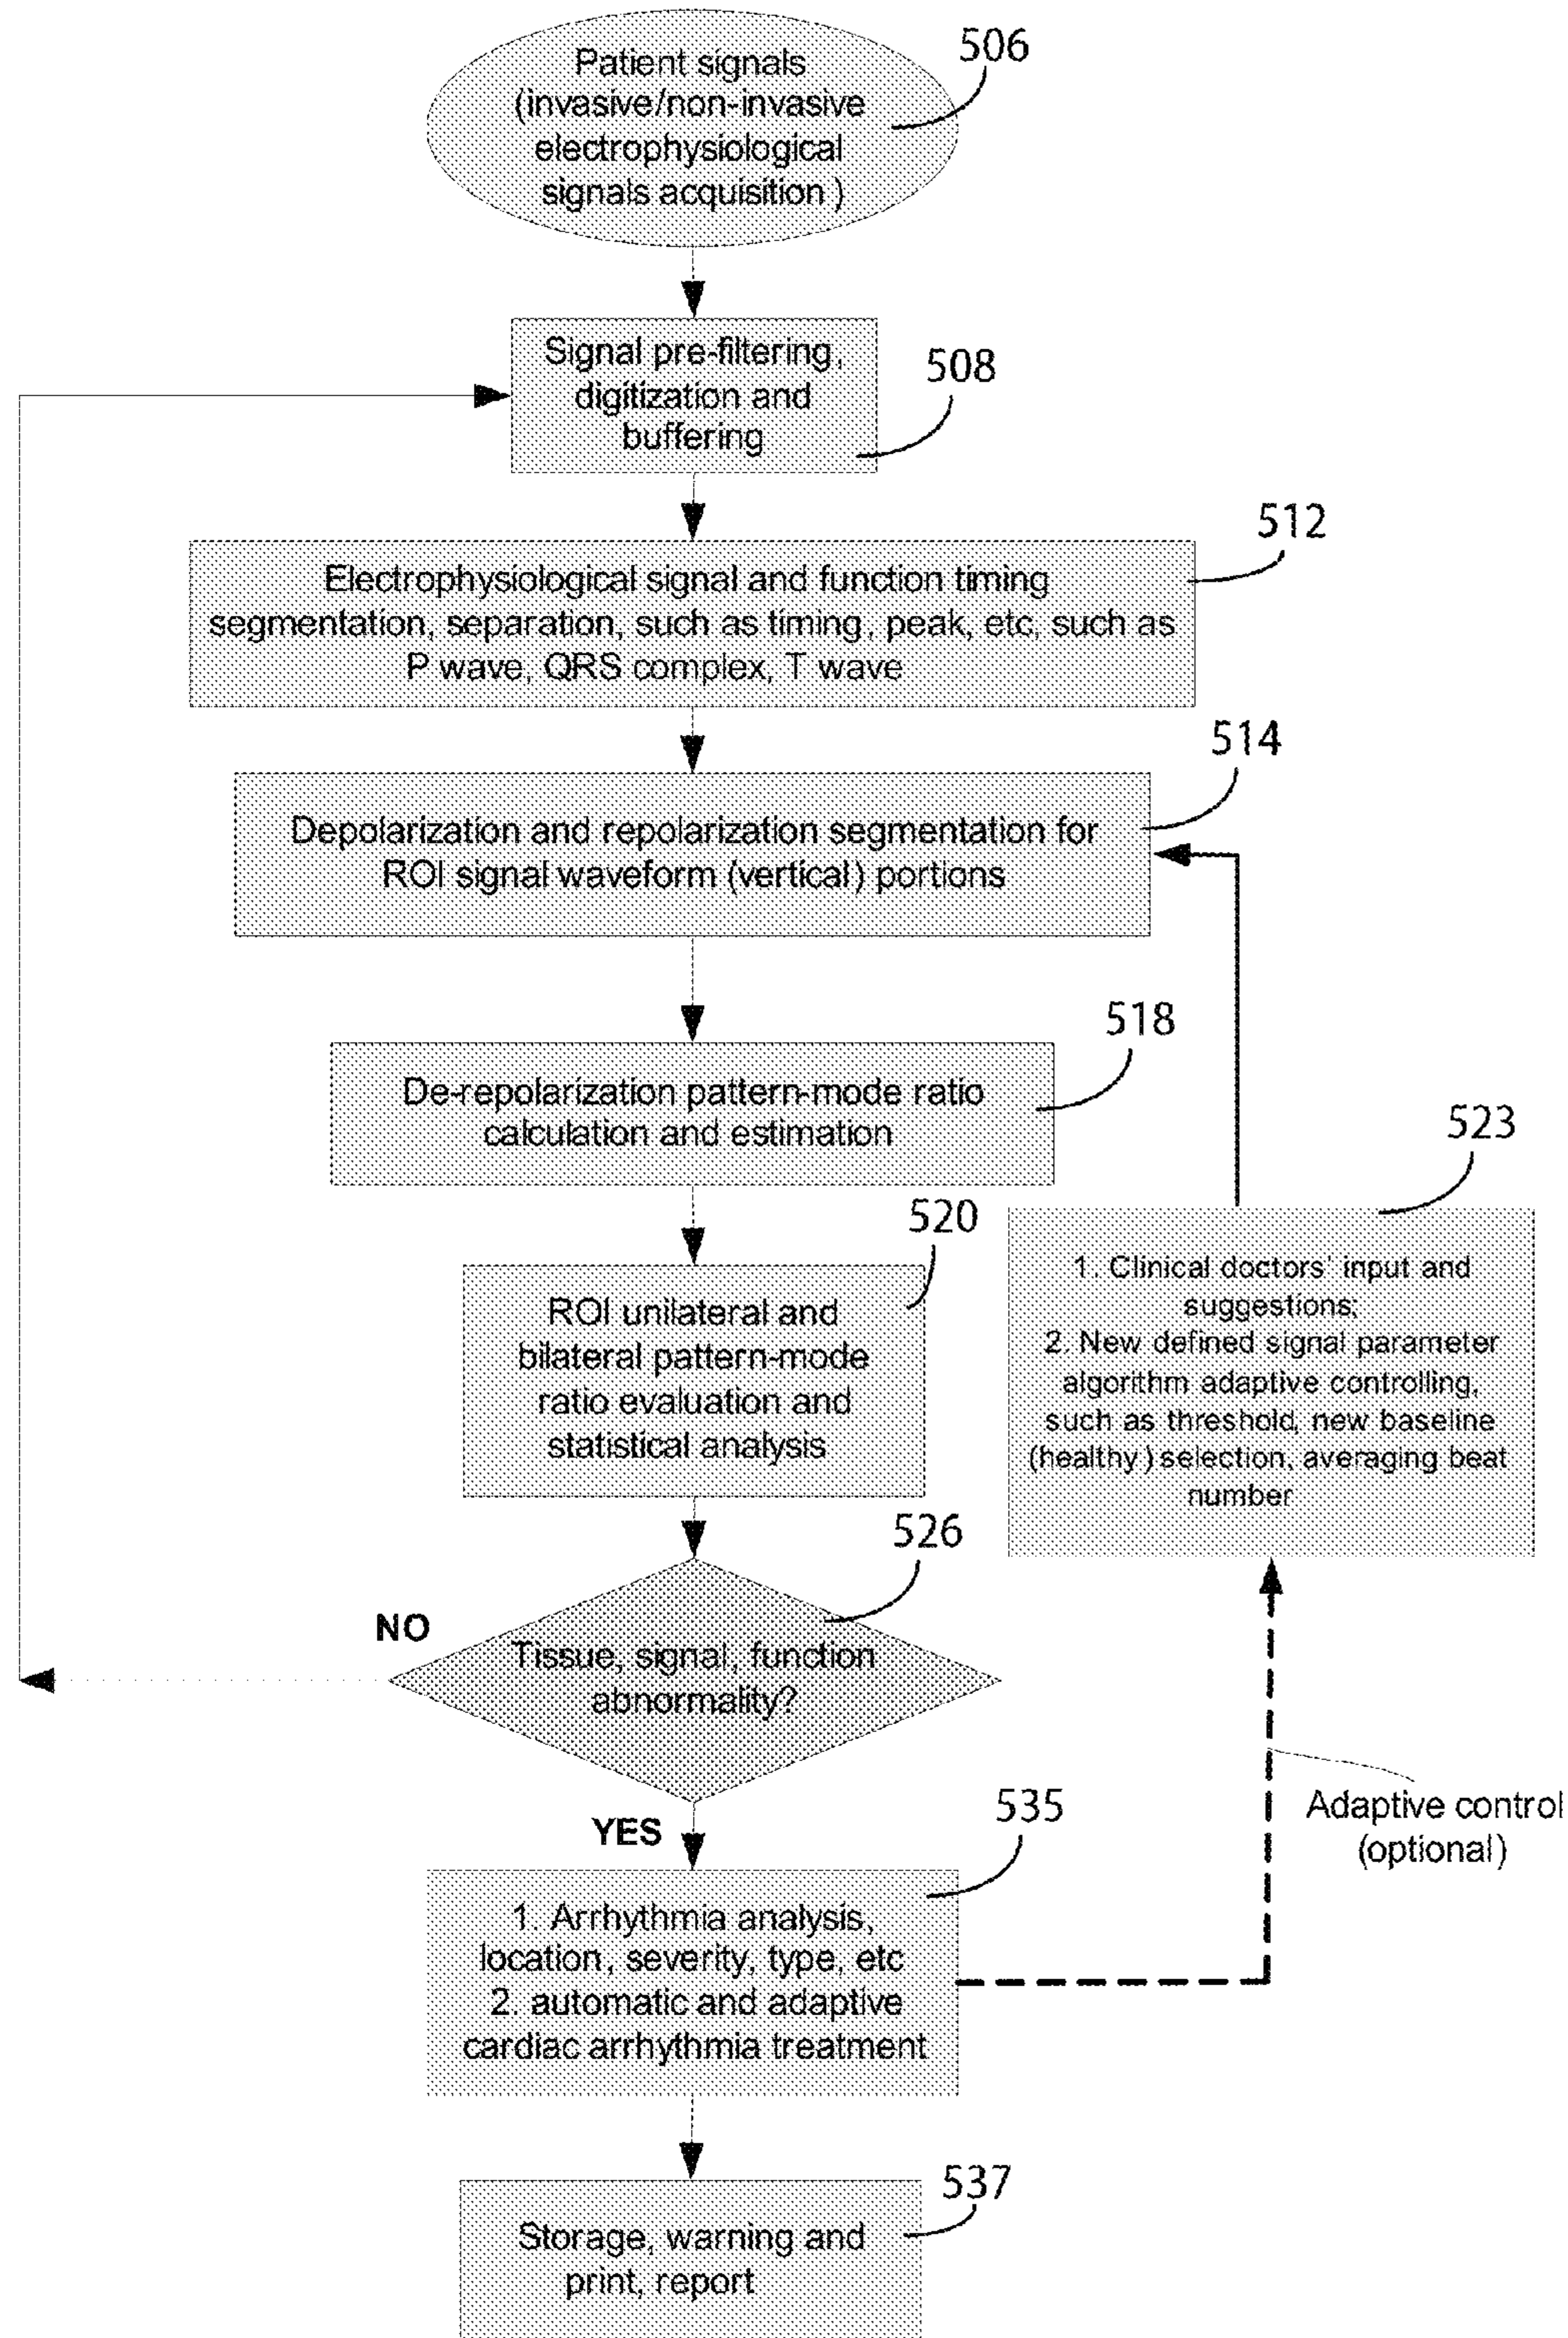 506
Patient signals
(invasive/non-invasive
electrophysiological
signals acquisition )
508
Signal pre-filtering,
digitization and
buffering
512
Electrophysiological signal and function timing
segmentation, separation, such as timing, peak, etc, such as
P wave, QRS complex, T wave
514
Depolarization and repolarization segmentation for
ROI signal waveform (vertical) portions
518
De-repolarization pattern-mode ratio
calculation and estimation
523
1. Clinical doctors' input and
suggestions;
2. New defined signal parameter
algorithm adaptive controlling,
such as threshold, new baseline
(healthy) selection, averaging beat
number
520
ROI unilateral and
bilateral pattern-mode
ratio evaluation and
statistical analysis
526
NO
Tissue, signal, function
abnormality?
YES
Adaptive control
(optional)
535
1. Arrhythmia analysis,
location, severity, type, etc
2. automatic and adaptive
cardiac arrhythmia treatment
537
Storage, warning and
print, report